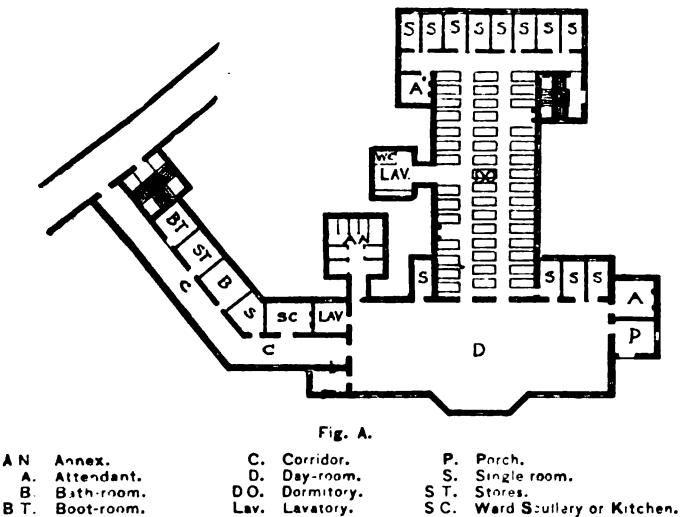 S S S S S S S S
A
WC
LAV.
DO
BT
ST
B
S
SC
LAV
C
C
S
S S S
A
P
D
Fig. A.
A N Annex. C. Corridor. P. Porch.
A. Attendant. D. Day-room. S. Single room.
B. Bath-room. D O. Dormitory. S T. Stores.
B T. Boot-room. Lav. Lavatory. S C. Ward Scullery or Kitchen.